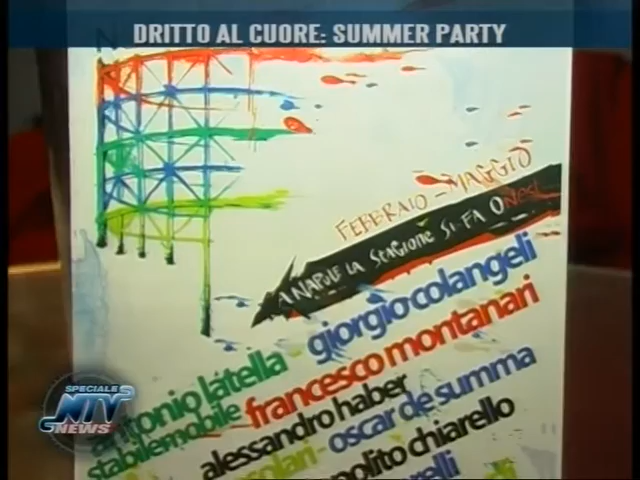 DRITTO AL CUORE: SUMMER PARTY
FEBBRAIO - MAGGIO
A NAPOLI LA STAGIONE SI FA ONESL
giorgio colangeli
antonio latella
francesco montanari
stabilemobile
alessandro haber
oscar de summa
chiarello
SPECIALE
NTV
NEWS